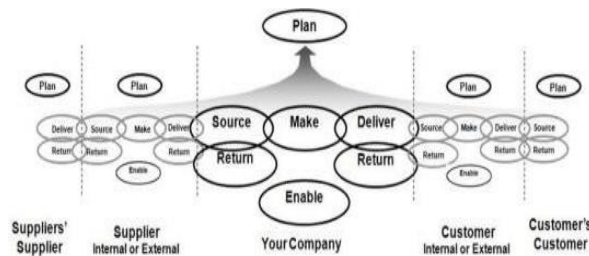 Plan
Plan Plan Plan Plan
Source Make Deliver
Deliver Source Make Deliver Source Make Deliver Source
Return Return Return Return Return Return Return Return
Enable Enable
Enable
Suppliers' Supplier Customer Customer's
Supplier Internal or External Your Company Internal or External Customer